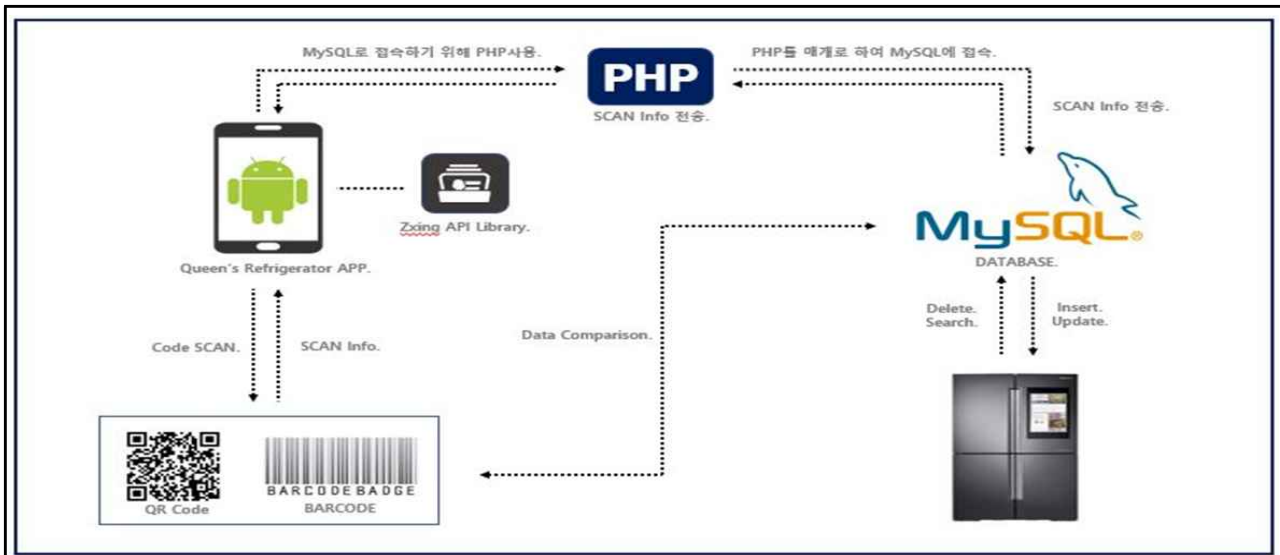 MySQL로 접속하기 위해 PHP사용.
PHP를 매개로 하여 MySQL에 접속.
PHP
SCAN Info 전송.
SCAN Info 전송.
Zxing API Library.
MySQL®
DATABASE.
Queen's Refrigerator APP.
Delete.
Search.
Insert.
Update.
Data Comparison.
Code SCAN.
SCAN Info.
BARCODEBADGE
QR Code
BARCODE